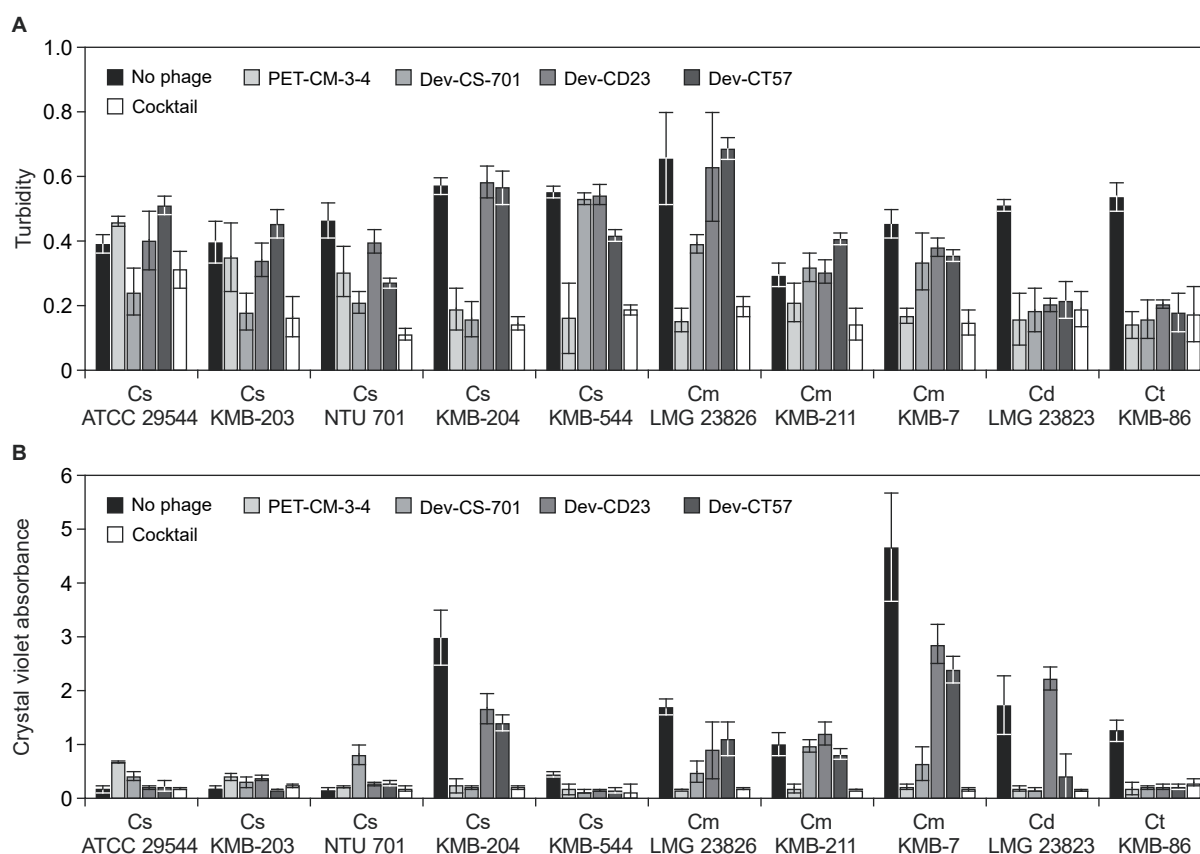 A
1.0
0.8
0.6
0.4
0.2
0
Turbidity
No phage PET-CM-3-4 Dev-CS-701 Dev-CD23 Dev-CT57
Cocktail
Cs Cs Cs Cs Cs Cm Cm Cm Cd Ct
ATCC 29544 KMB-203 NTU 701 KMB-204 KMB-544 LMG 23826 KMB-211 KMB-7 LMG 23823 KMB-86
B
6
5
4
3
2
1
0
Crystal violet absorbance
No phage PET-CM-3-4 Dev-CS-701 Dev-CD23 Dev-CT57
Cocktail
Cs Cs Cs Cs Cs Cm Cm Cm Cd Ct
ATCC 29544 KMB-203 NTU 701 KMB-204 KMB-544 LMG 23826 KMB-211 KMB-7 LMG 23823 KMB-86